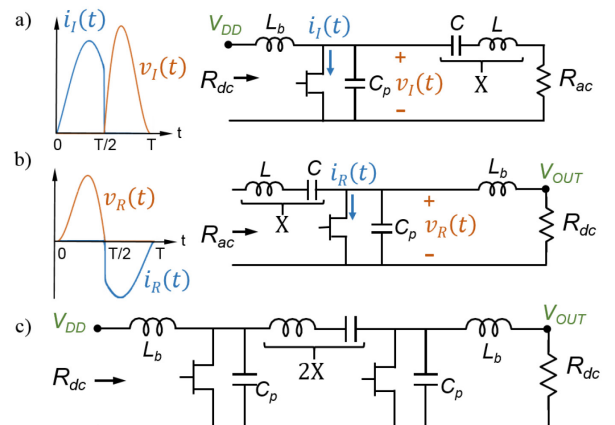 a)
i_I(t)
v_I(t)
0 T/2 T t
V_DD
L_b
i_I(t)
R_dc
C_p
+
v_I(t)
−
C L
X
R_ac
b)
v_R(t)
0 T/2 T t
i_R(t)
L C
X
R_ac
i_R(t)
C_p
+
v_R(t)
−
L_b
V_OUT
R_dc
c)
V_DD
L_b
R_dc
C_p
2X
C_p
L_b
V_OUT
R_dc